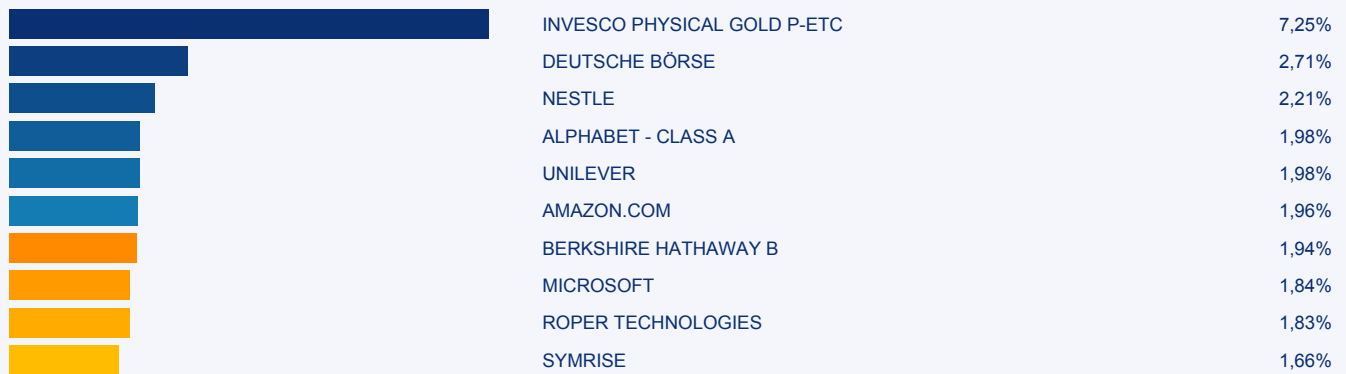 INVESCO PHYSICAL GOLD P-ETC 7,25%
DEUTSCHE BÖRSE 2,71%
NESTLE 2,21%
ALPHABET - CLASS A 1,98%
UNILEVER 1,98%
AMAZON.COM 1,96%
BERKSHIRE HATHAWAY B 1,94%
MICROSOFT 1,84%
ROPER TECHNOLOGIES 1,83%
SYMRISE 1,66%